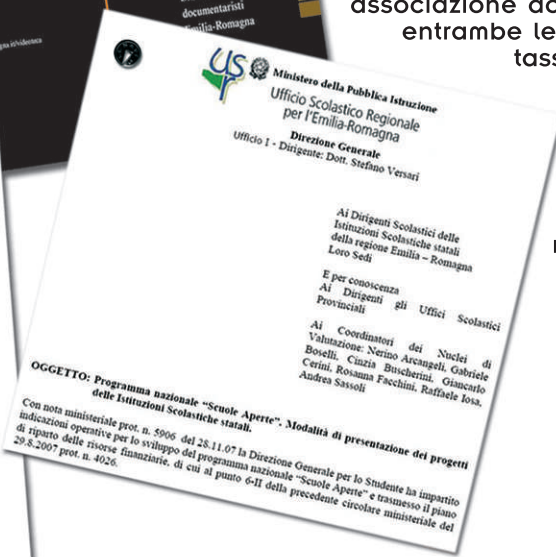 documentaristi
Emilia-Romagna
associazione
entrambe le
tass
usr
Ministero della Pubblica Istruzione
Ufficio Scolastico Regionale
per l'Emilia-Romagna
Direzione Generale
Ufficio I - Dirigente: Dott. Stefano Versari
Ai Dirigenti Scolastici delle
Istituzioni Scolastiche statali
della regione Emilia – Romagna
Loro Sedi
E per conoscenza
Ai Dirigenti gli Uffici Scolastici
Provinciali
Ai Coordinatori dei Nuclei di
Valutazione: Nerino Arcangeli, Gabriele
Boselli, Cinzia Buscherini, Giancarlo
Cerini, Rosanna Facchini, Raffaele Iosa,
Andrea Sassoli
OGGETTO: Programma nazionale “Scuole Aperte”. Modalità di presentazione dei progetti
delle Istituzioni Scolastiche statali.
Con nota ministeriale prot. n. 5906 del 28.11.07 la Direzione Generale per lo Studente ha impartito
indicazioni operative per lo sviluppo del programma nazionale “Scuole Aperte” e trasmesso il piano
di riparto delle risorse finanziarie, di cui al punto 6-II della precedente circolare ministeriale del
29.8.2007 prot. n. 4026.